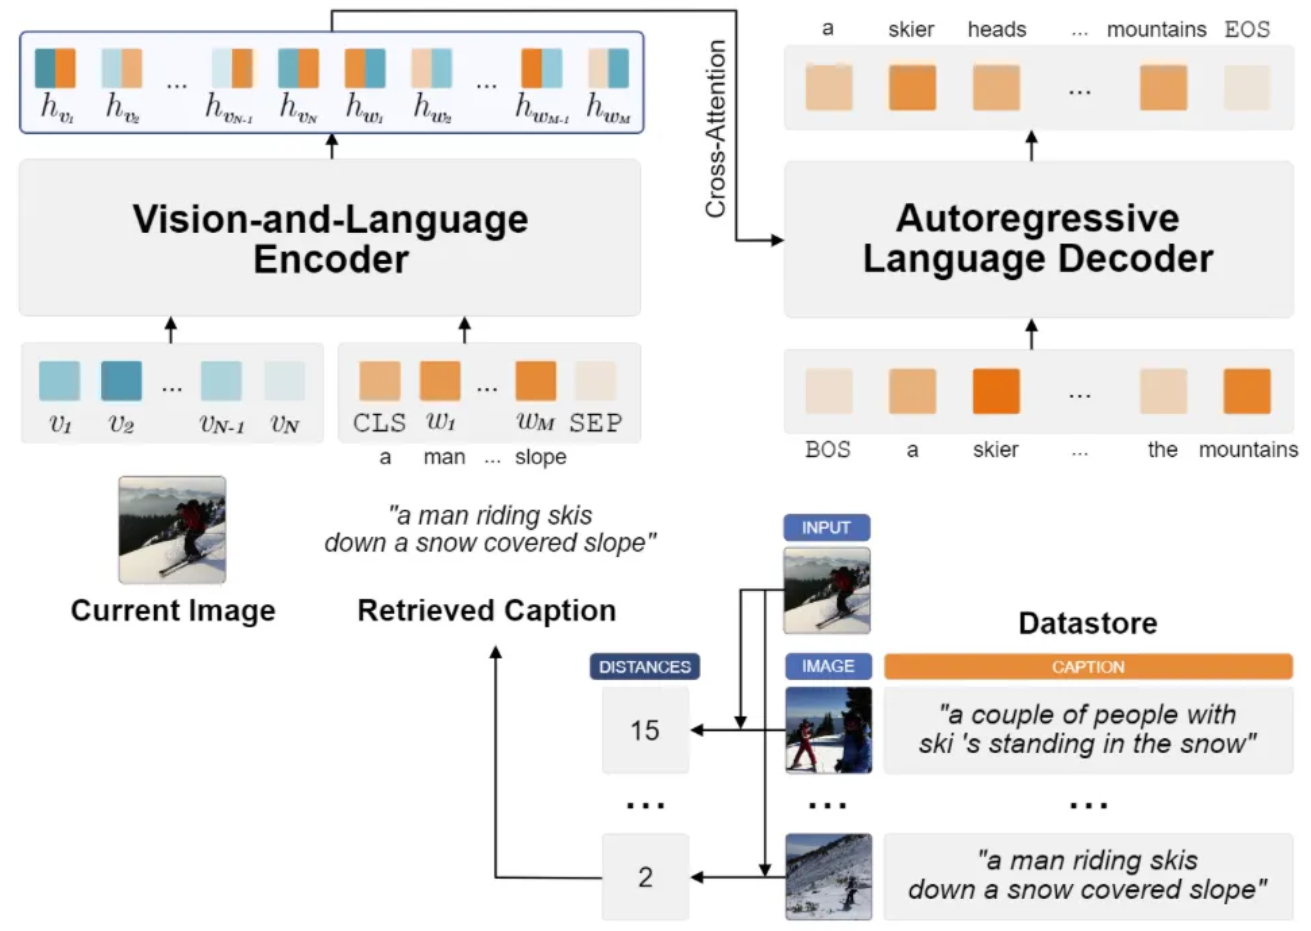 h_{v_1} h_{v_2} ... h_{v_{N-1}} h_{v_N} h_{w_1} h_{w_2} ... h_{w_{M-1}} h_{w_M}
Vision-and-Language
Encoder
v_1 v_2 ... v_{N-1} v_N
CLS w_1 ... w_M SEP
a man ... slope
Current Image
"a man riding skis
down a snow covered slope"
Retrieved Caption
Cross-Attention
a skier heads ... mountains EOS
...
Autoregressive
Language Decoder
...
BOS a skier ... the mountains
INPUT
Datastore
DISTANCES IMAGE CAPTION
15
"a couple of people with
ski 's standing in the snow"
... ... ...
2
"a man riding skis
down a snow covered slope"